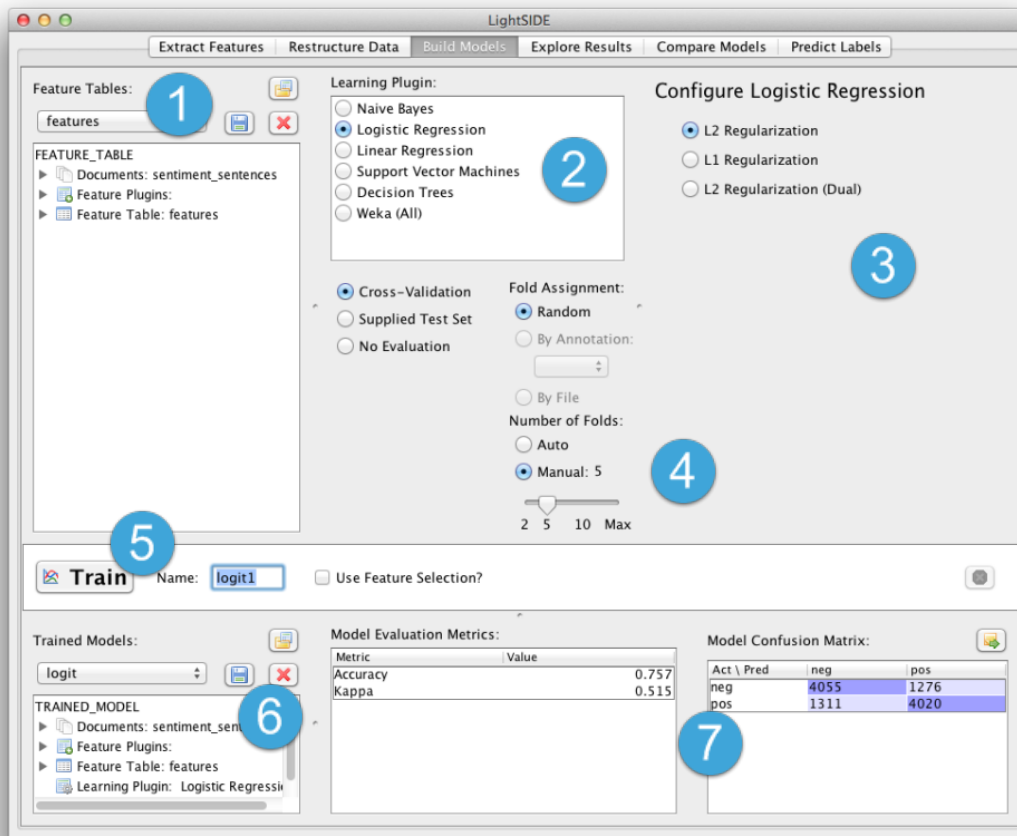 LightSIDE
Extract Features
Restructure Data
Build Models
Explore Results
Compare Models
Predict Labels
Feature Tables:
1
features
FEATURE_TABLE
Documents: sentiment_sentences
Feature Plugins:
Feature Table: features
Learning Plugin:
Naive Bayes
Logistic Regression
Linear Regression
Support Vector Machines
Decision Trees
Weka (All)
2
Configure Logistic Regression
L2 Regularization
L1 Regularization
L2 Regularization (Dual)
3
Cross-Validation
Supplied Test Set
No Evaluation
Fold Assignment:
Random
By Annotation:
By File
Number of Folds:
Auto
Manual: 5
2 5 10 Max
4
5
Train
Name: logit1
Use Feature Selection?
Trained Models:
logit
6
TRAINED_MODEL
Documents: sentiment_sen
Feature Plugins:
Feature Table: features
Learning Plugin: Logistic Regressi
Model Evaluation Metrics:
Metric Value
Accuracy 0.757
Kappa 0.515
7
Model Confusion Matrix:
Act \ Pred neg pos
neg 4055 1276
pos 1311 4020